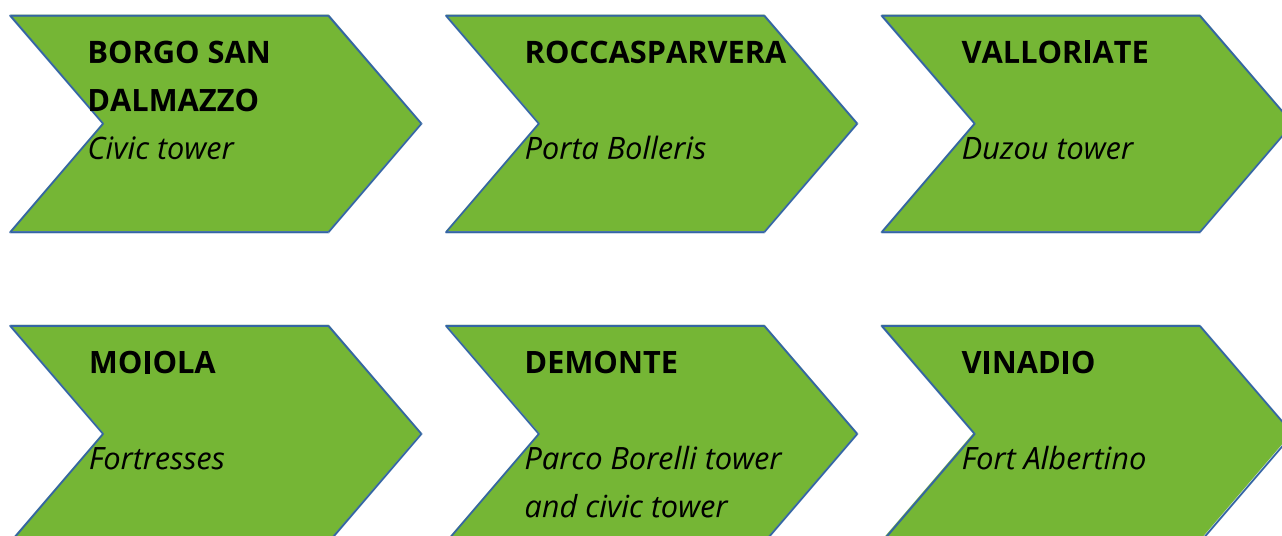 BORGO SAN
DALMAZZO
Civic tower
ROCCASPARVERA
Porta Bolleris
VALLORIATE
Duzou tower
MOIOLA
Fortresses
DEMONTE
Parco Borelli tower
and civic tower
VINADIO
Fort Albertino